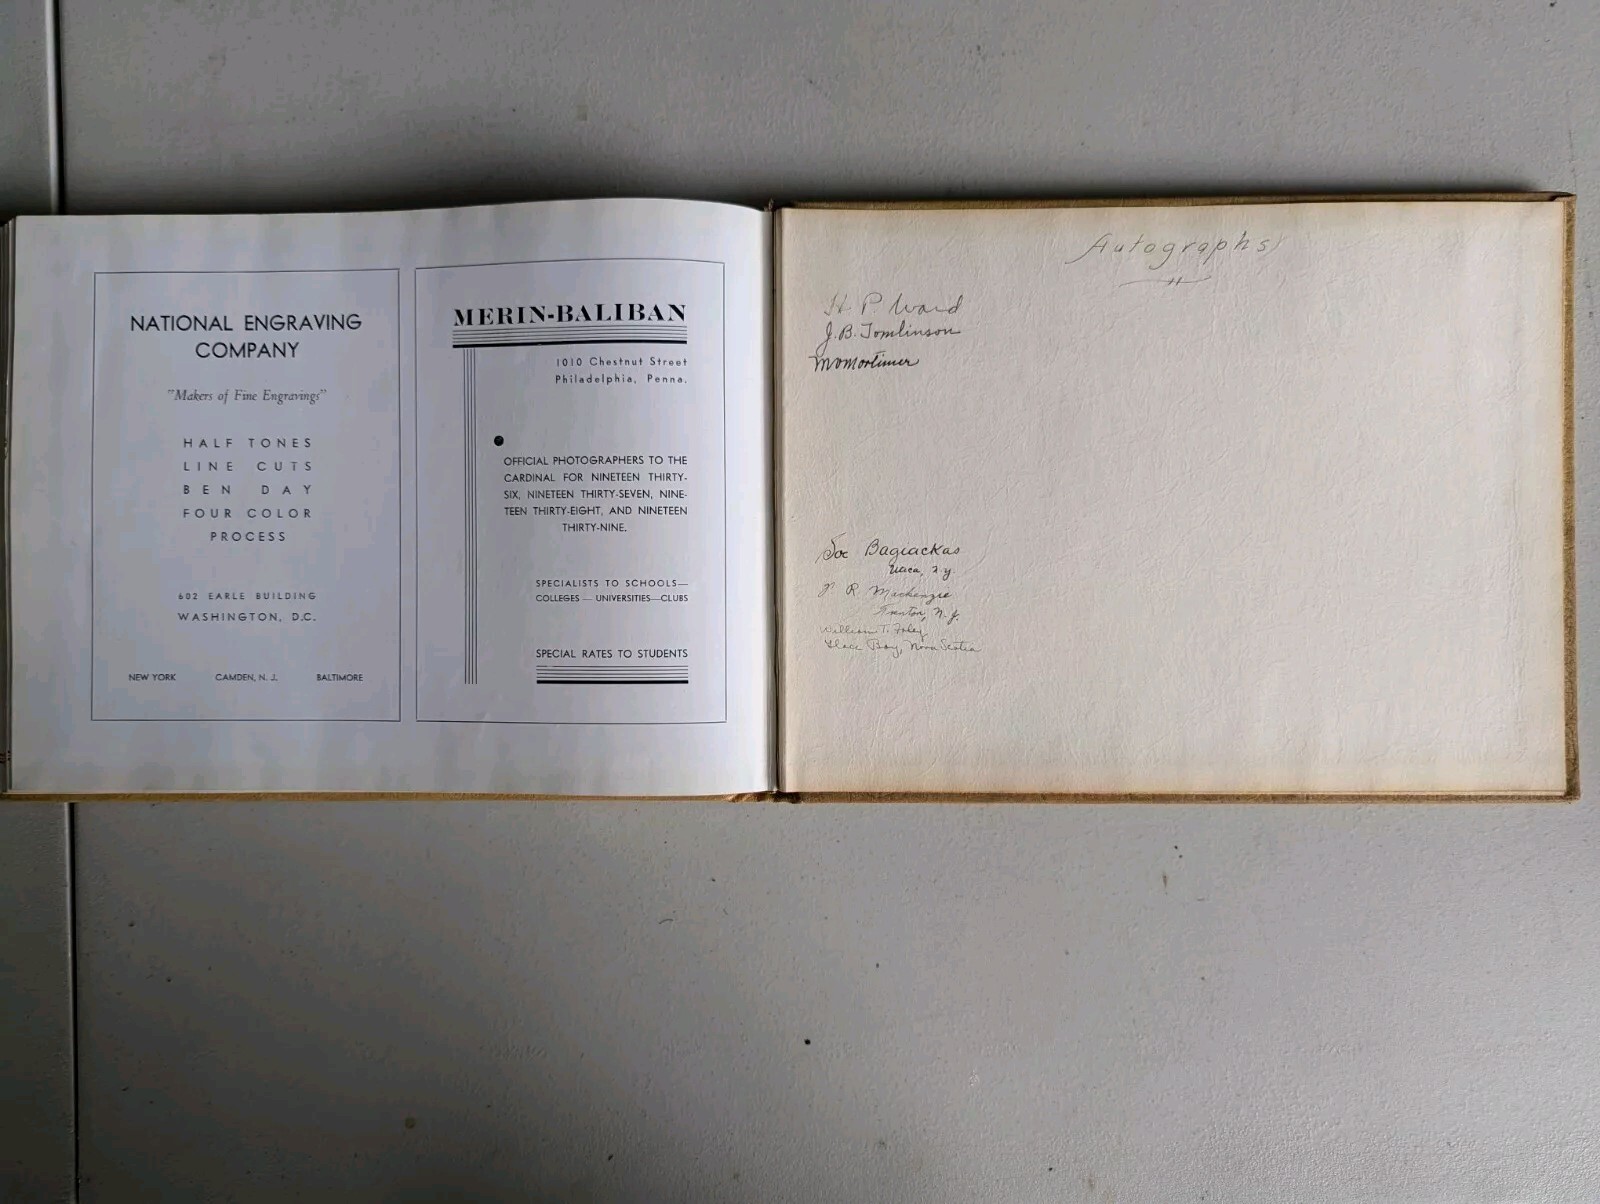 NATIONAL ENGRAVING
COMPANY
"Makers of Fine Engravings"
HALF TONES
LINE CUTS
BEN DAY
FOUR COLOR
PROCESS
602 EARLE BUILDING
WASHINGTON, D.C.
NEW YORK CAMDEN, N. J. BALTIMORE
MERIN-BALIBAN
1010 Chestnut Street
Philadelphia, Penna.
OFFICIAL PHOTOGRAPHERS TO THE
CARDINAL FOR NINETEEN THIRTY-
SIX, NINETEEN THIRTY-SEVEN, NINE-
TEEN THIRTY-EIGHT, AND NINETEEN
THIRTY-NINE.
SPECIALISTS TO SCHOOLS—
COLLEGES — UNIVERSITIES—CLUBS
SPECIAL RATES TO STUDENTS
Autographs
H P Ward
J. B. Tomlinson
Bagiackas
Utica, N.Y.
R. Mackenzie
Trenton, N. J.
William T. Foley
Glace Bay, Nova Scotia